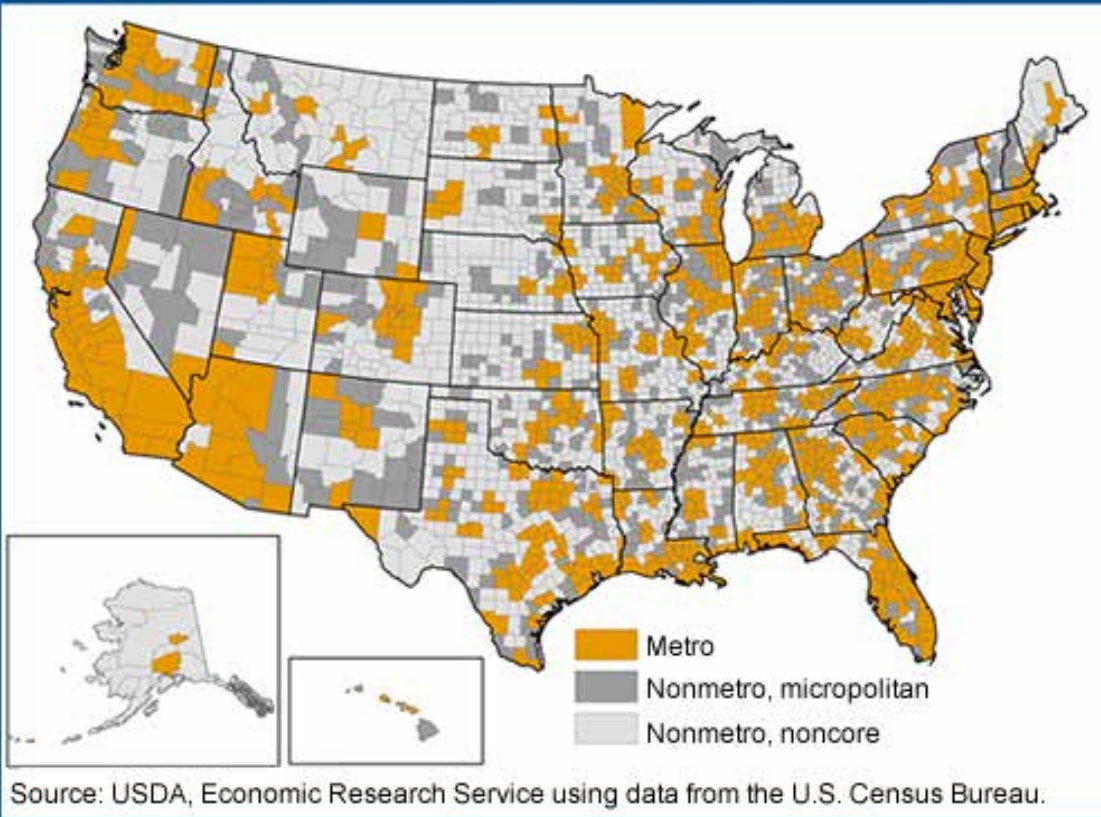 Metro
Nonmetro, micropolitan
Nonmetro, noncore
Source: USDA, Economic Research Service using data from the U.S. Census Bureau.